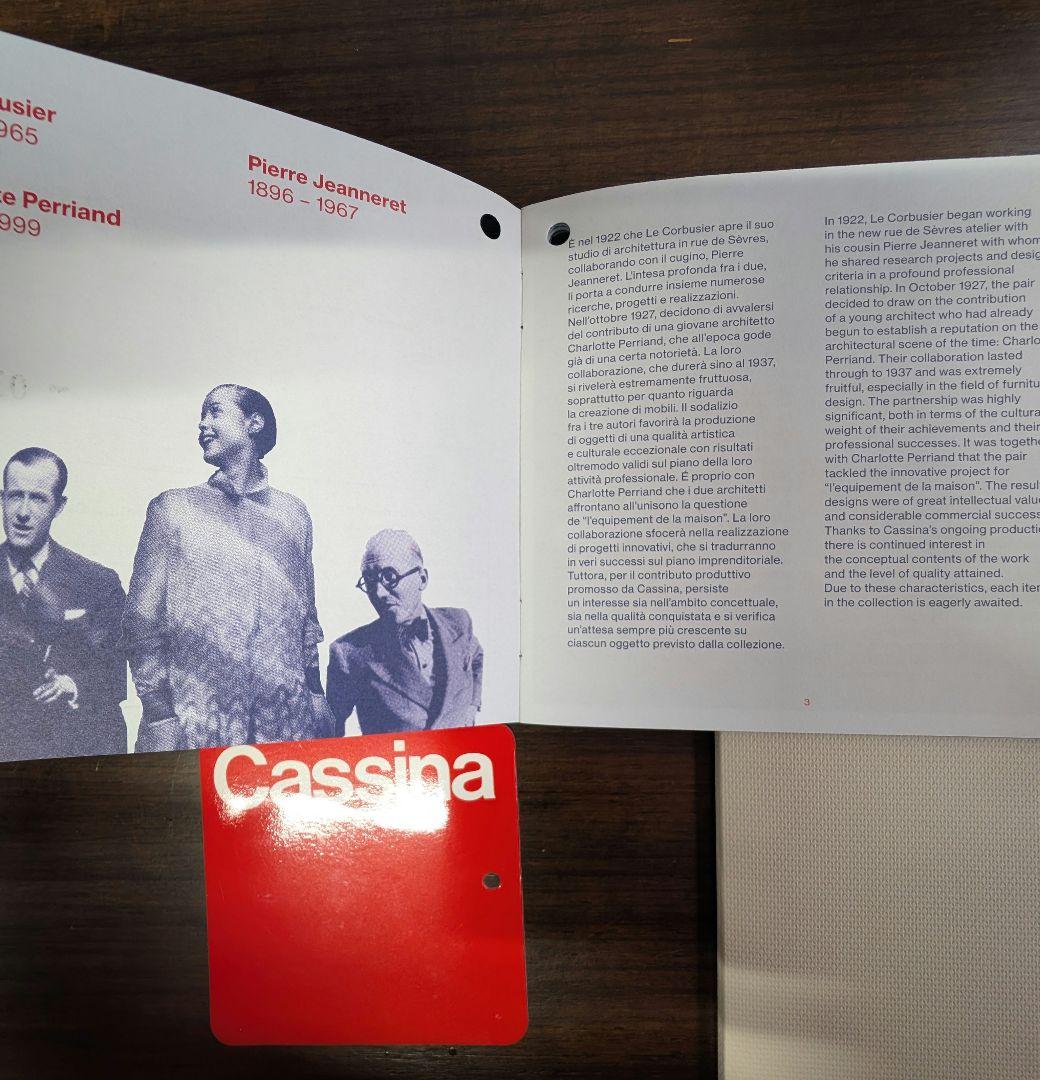 usier
965
e Perriand
999
Pierre Jeanneret
1896 – 1967
È nel 1922 che Le Corbusier apre il suo
studio di architettura in rue de Sèvres,
collaborando con il cugino, Pierre
Jeanneret. L'intesa profonda fra i due,
li porta a condurre insieme numerose
ricerche, progetti e realizzazioni.
Nell'ottobre 1927, decidono di avvalersi
del contributo di una giovane architetto
Charlotte Perriand, che all'epoca gode
già di una certa notorietà. La loro
collaborazione, che durerà sino al 1937,
si rivelerà estremamente fruttuosa,
soprattutto per quanto riguarda
la creazione di mobili. Il sodalizio
fra i tre autori favorirà la produzione
di oggetti di una qualità artistica
e culturale eccezionale con risultati
oltremodo validi sul piano della loro
attività professionale. É proprio con
Charlotte Perriand che i due architetti
affrontano all'unisono la questione
de "l'equipement de la maison". La loro
collaborazione sfocerà nella realizzazione
di progetti innovativi, che si tradurranno
in veri successi sul piano imprenditoriale.
Tuttora, per il contributo produttivo
promosso da Cassina, persiste
un interesse sia nell'ambito concettuale,
sia nella qualità conquistata e si verifica
un'attesa sempre più crescente su
ciascun oggetto previsto dalla collezione.
In 1922, Le Corbusier began working
in the new rue de Sèvres atelier with
his cousin Pierre Jeanneret with whom
he shared research projects and desig
criteria in a profound professional
relationship. In October 1927, the pair
decided to draw on the contribution
of a young architect who had already
begun to establish a reputation on the
architectural scene of the time: Charlo
Perriand. Their collaboration lasted
through to 1937 and was extremely
fruitful, especially in the field of furnitu
design. The partnership was highly
significant, both in terms of the cultura
weight of their achievements and their
professional successes. It was togethe
with Charlotte Perriand that the pair
tackled the innovative project for
"l'equipement de la maison". The resul
designs were of great intellectual value
and considerable commercial success
Thanks to Cassina's ongoing producti
there is continued interest in
the conceptual contents of the work
and the level of quality attained.
Due to these characteristics, each iter
in the collection is eagerly awaited.
3
Cassina